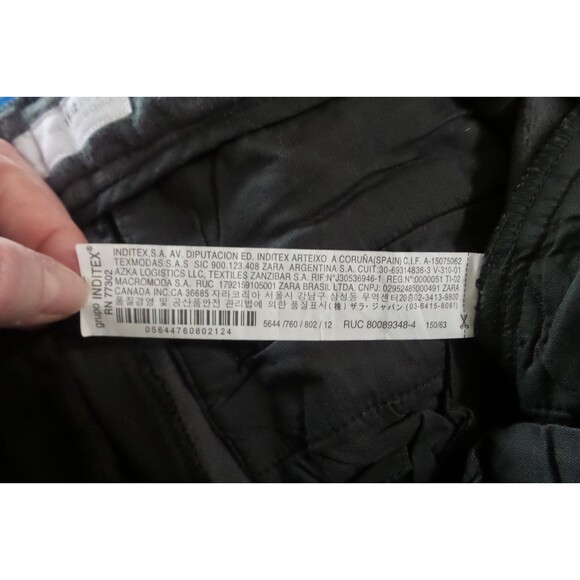 grupo INDITEX®
RN 77302
INDITEX,S.A. AV. DIPUTACION ED. INDITEX ARTEIXO A CORUÑA(SPAIN) C.I.F. A-15075062
TEXMODAS S.A.S. SIC 900.123.408 ZARA ARGENTINA S.A. CUIT:30-69314836-3 V-310-01
AZKA LOGISTICS LLC, TEXTILES ZANZIBAR S.A. RIF:N°J30536946-1 REG.N°:0000051 TI-02
MACROMODA S.A. RUC 1792159105001 ZARA BRASIL LTDA. CNPJ: 02952485000491 ZARA
CANADA INC,CA 36685 자라코리아 서울시 강남구 삼성동 무역센터 20층02-3413-9800
품질경영 및 공산품안전 관리법에 의한 품질표시 (株) ザラ・ジャパン (03-6415-8061)
05644760802124
5644 /760 / 802 / 12 RUC 80089348-4 150/63